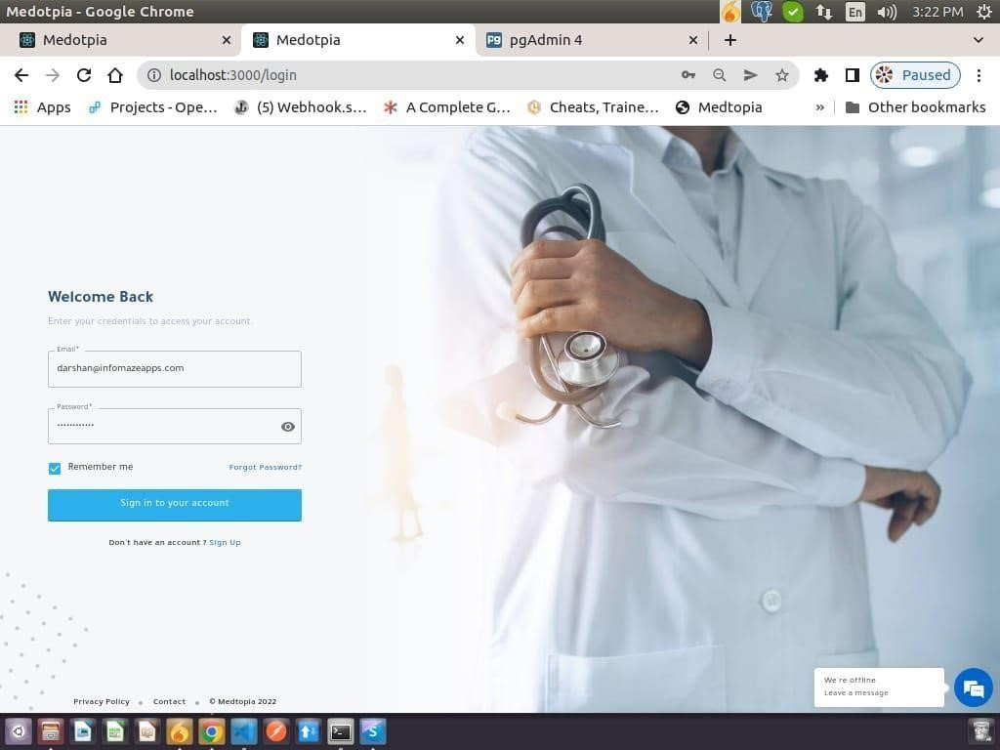 Medotpia - Google Chrome
En
3:22 PM
Medotpia
Medotpia
pgAdmin 4
localhost:3000/login
Paused
Apps
Projects - Ope...
(5) Webhook.s...
A Complete G...
Cheats, Traine...
Medtopia
»
Other bookmarks
Welcome Back
Enter your credentials to access your account.
Email*
darshan@infomazeapps.com
Password*
••••••••••••
Remember me
Forgot Password?
Sign in to your account
Don't have an account ? Sign Up
We're offline
Leave a message
Privacy Policy
Contact
© Medtopia 2022